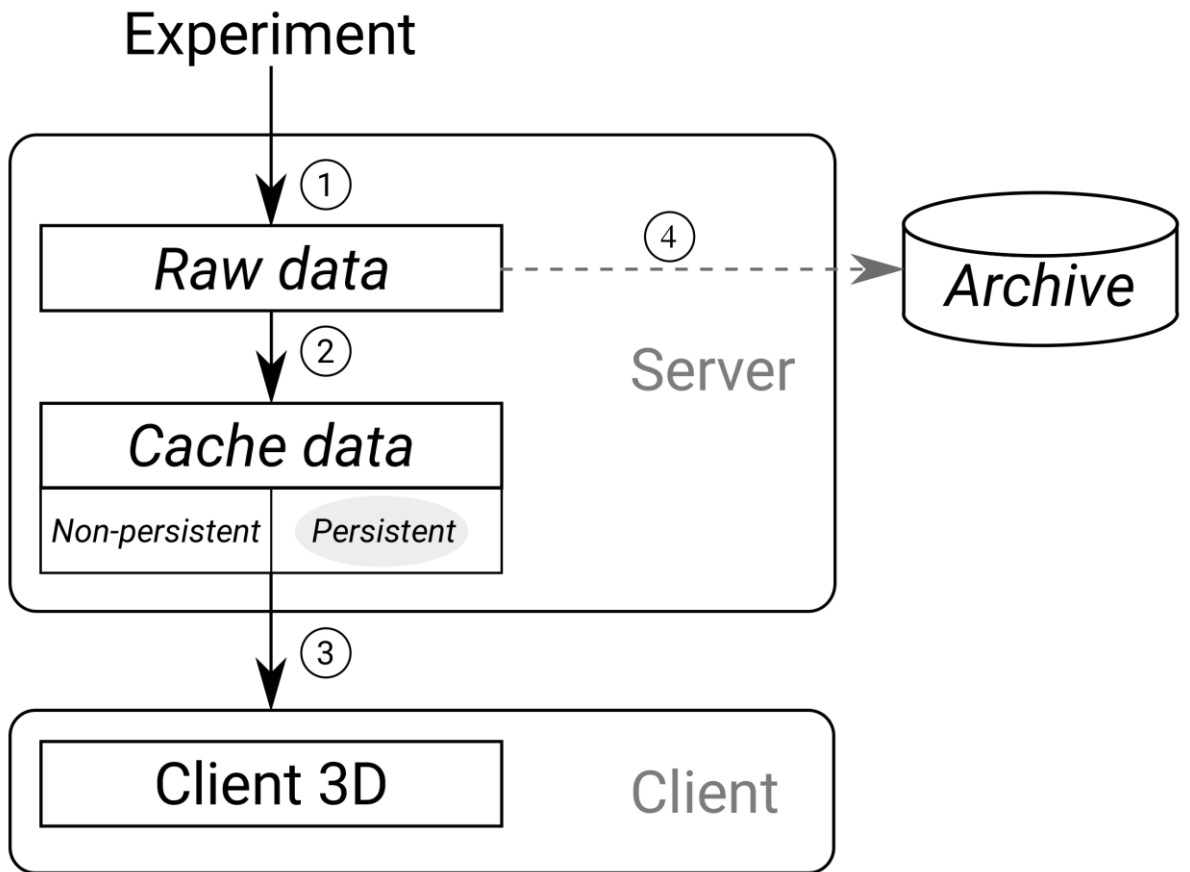 Experiment
1
Raw data
4
Archive
2
Server
Cache data
Non-persistent
Persistent
3
Client 3D
Client